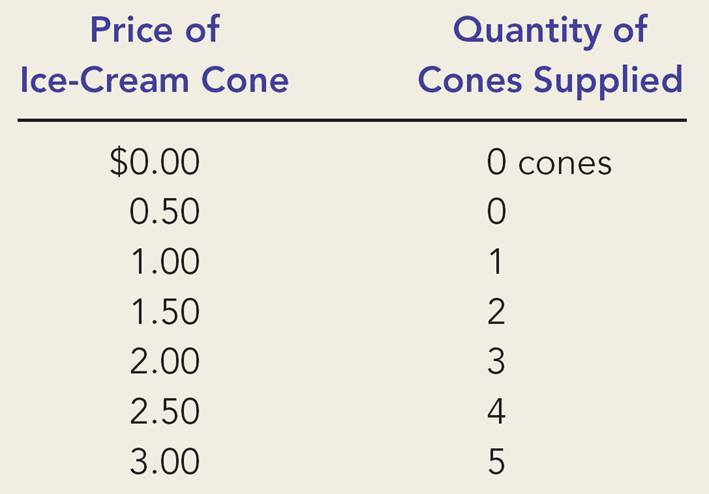 Price of Quantity of
Ice-Cream Cone Cones Supplied
$0.00 0 cones
0.50 0
1.00 1
1.50 2
2.00 3
2.50 4
3.00 5